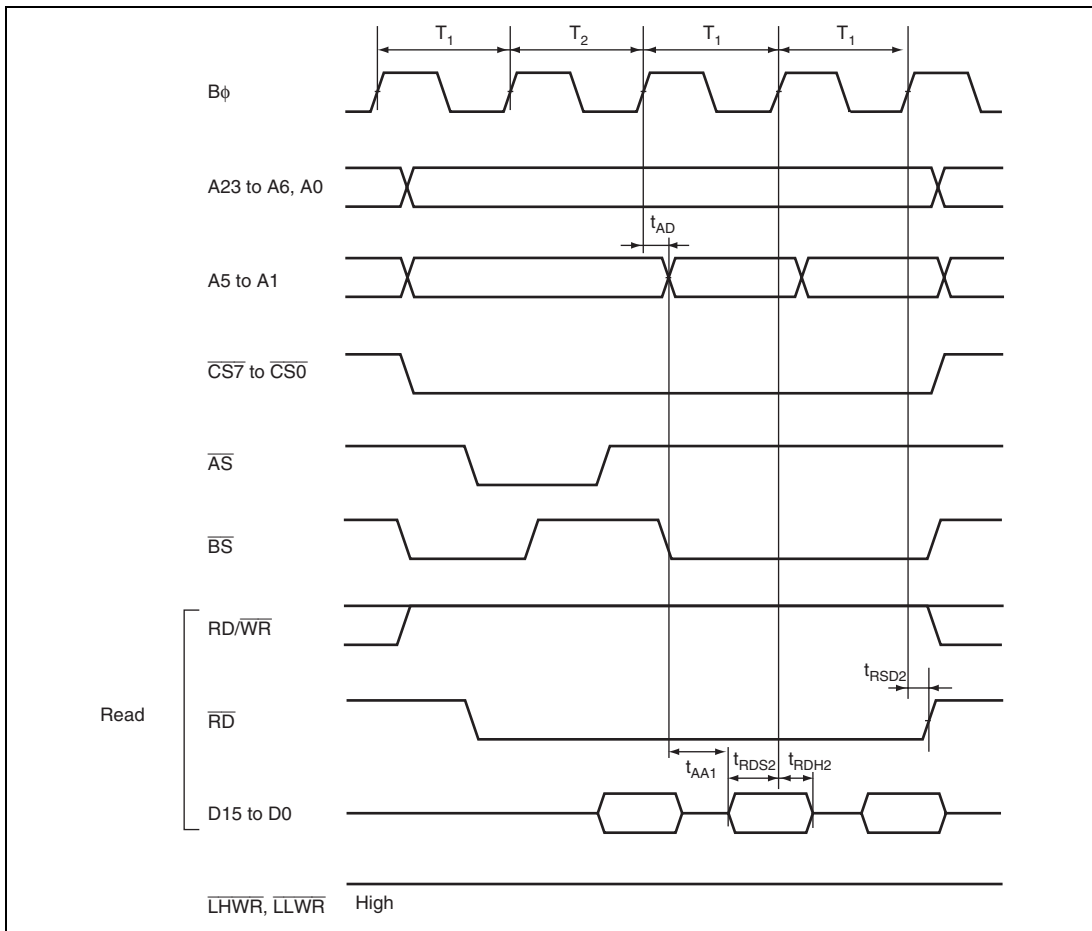 T1 T2 T1 T1
Bφ
A23 to A6, A0
tAD
A5 to A1
CS7 to CS0
AS
BS
RD/WR
tRSD2
Read
RD
tAA1 tRDS2 tRDH2
D15 to D0
LHWR, LLWR High